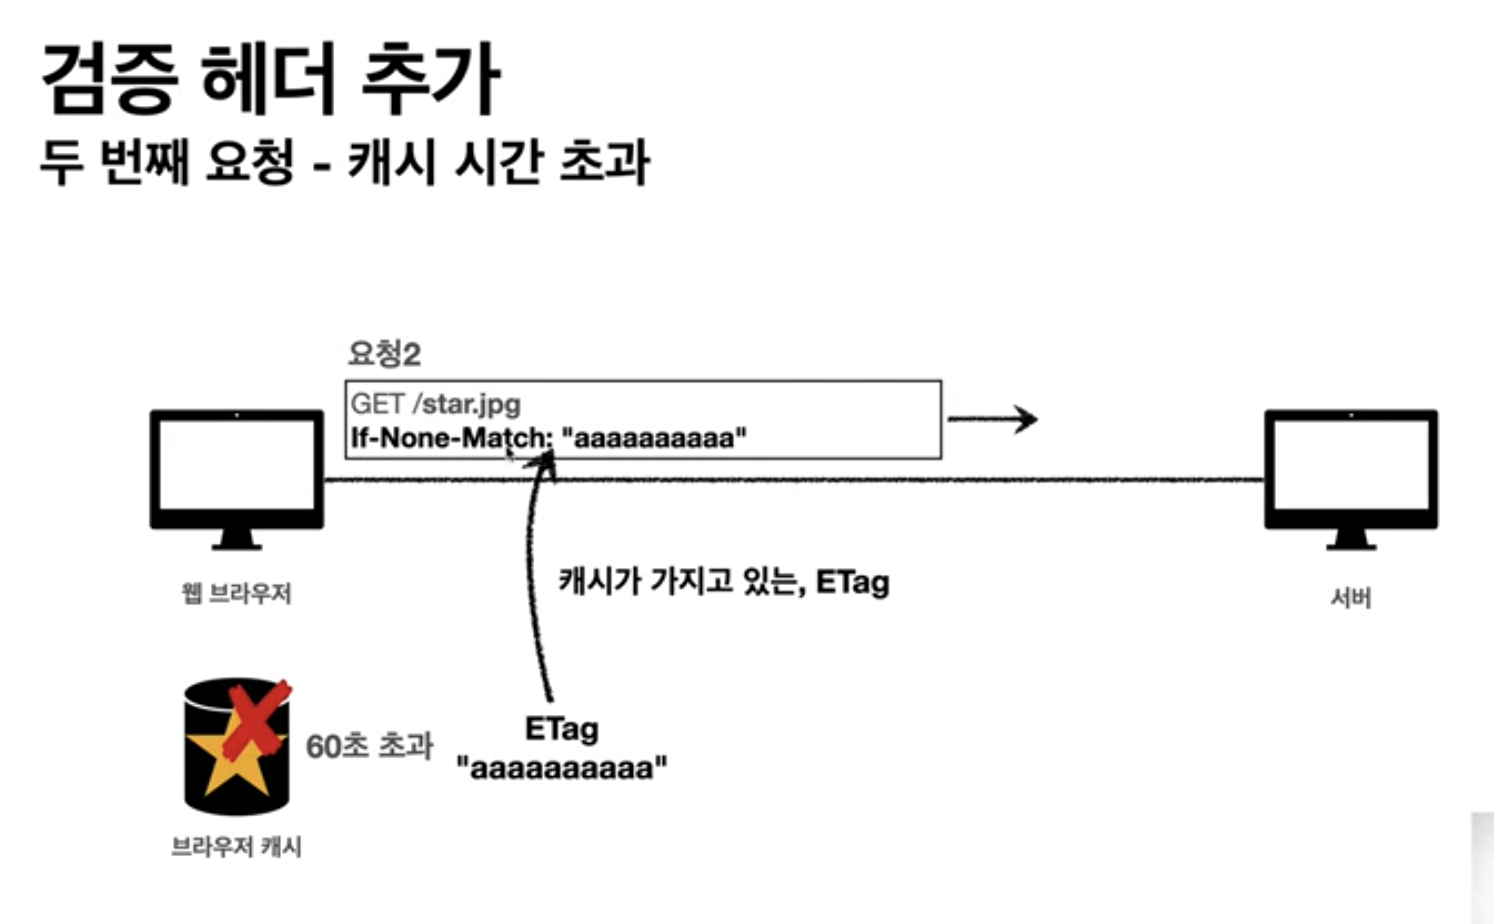 검증 헤더 추가
두 번째 요청 - 캐시 시간 초과
요청2
GET /star.jpg
If-None-Match: "aaaaaaaaaa"
캐시가 가지고 있는, ETag
웹 브라우저
서버
60초 초과
ETag
"aaaaaaaaaa"
브라우저 캐시